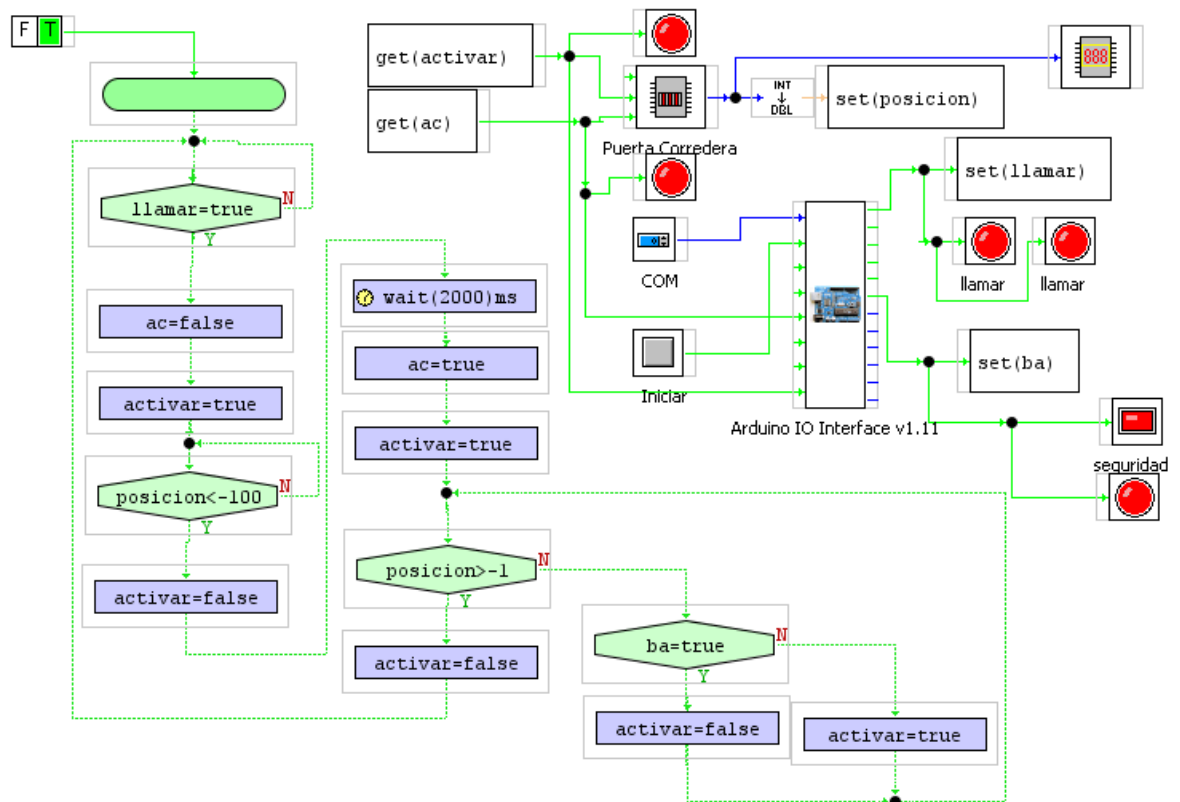 F T
llamar=true
N
Y
ac=false
activar=true
posicion<-100
N
Y
activar=false
wait(2000)ms
ac=true
activar=true
posicion>-1
N
Y
activar=false
ba=true
N
Y
activar=false
activar=true
get(activar)
get(ac)
Puerta Corredera
INT
DBL
set(posicion)
888
COM
0
Iniciar
Arduino IO Interface v1.11
set(llamar)
llamar
llamar
set(ba)
seguridad